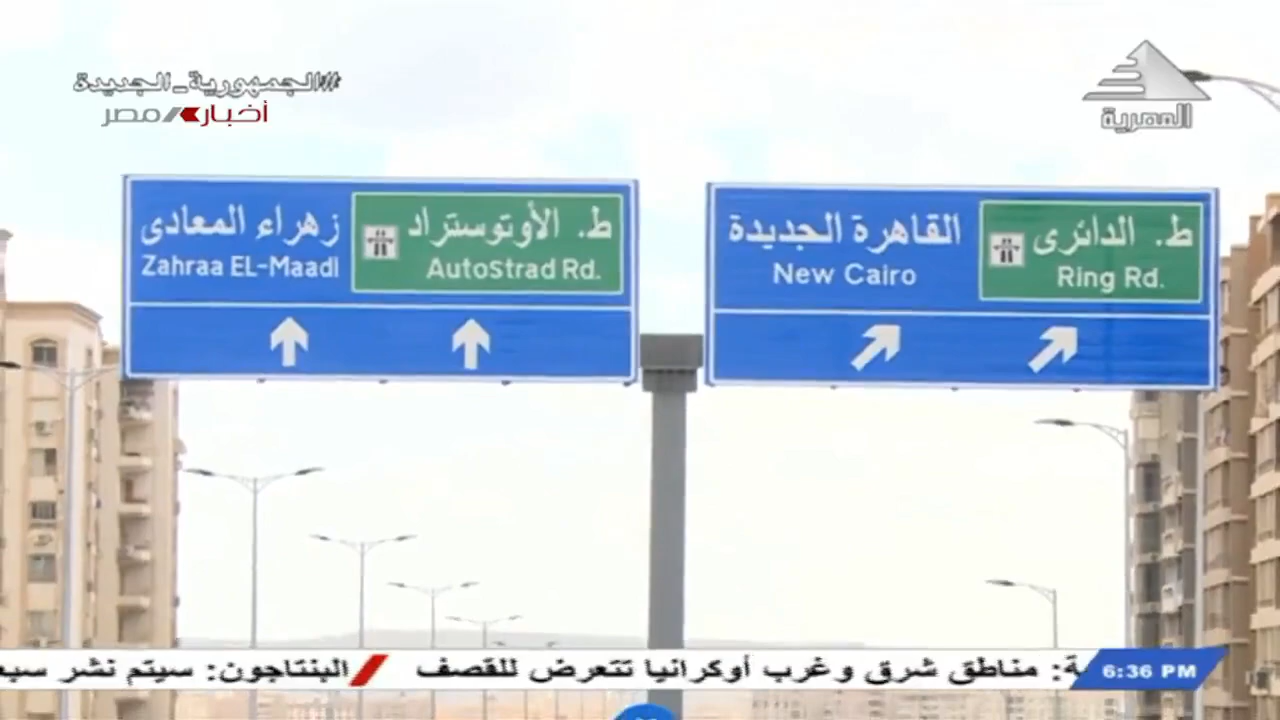 #الجمهورية_الجديدة
أخبار مصر
المصرية
زهراء المعادى
Zahraa EL-Maadi
ط. الأوتوستراد
AutoStrad Rd.
القاهرة الجديدة
New Cairo
ط. الدائرى
Ring Rd.
ة: مناطق شرق وغرب أوكرانيا تتعرض للقصف البنتاجون: سيتم نشر
6:36 PM